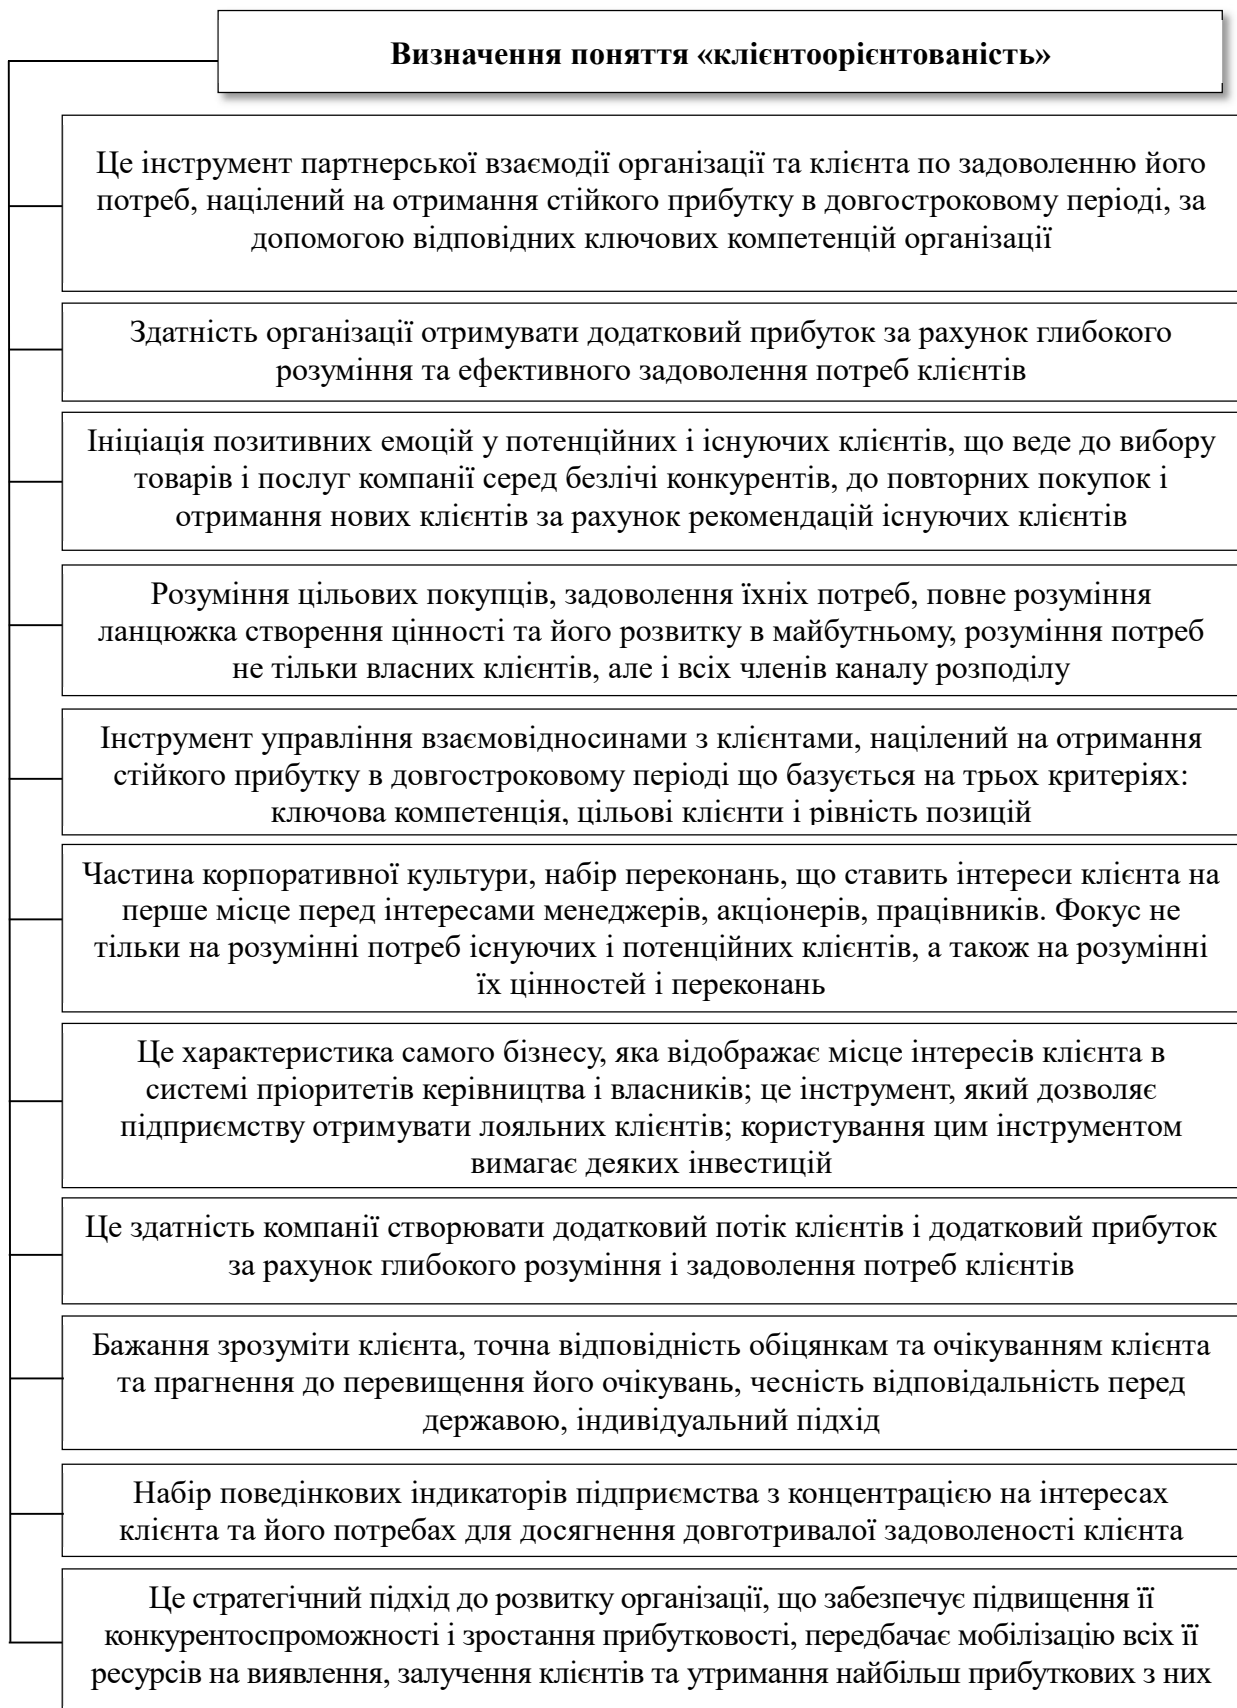 Визначення поняття «клієнтоорієнтованість»
Це інструмент партнерської взаємодії організації та клієнта по задоволенню його
потреб, націлений на отримання стійкого прибутку в довгостроковому періоді, за
допомогою відповідних ключових компетенцій організації
Здатність організації отримувати додатковий прибуток за рахунок глибокого
розуміння та ефективного задоволення потреб клієнтів
Ініціація позитивних емоцій у потенційних і існуючих клієнтів, що веде до вибору
товарів і послуг компанії серед безлічі конкурентів, до повторних покупок і
отримання нових клієнтів за рахунок рекомендацій існуючих клієнтів
Розуміння цільових покупців, задоволення їхніх потреб, повне розуміння
ланцюжка створення цінності та його розвитку в майбутньому, розуміння потреб
не тільки власних клієнтів, але і всіх членів каналу розподілу
Інструмент управління взаємовідносинами з клієнтами, націлений на отримання
стійкого прибутку в довгостроковому періоді що базується на трьох критеріях:
ключова компетенція, цільові клієнти і рівність позицій
Частина корпоративної культури, набір переконань, що ставить інтереси клієнта на
перше місце перед інтересами менеджерів, акціонерів, працівників. Фокус не
тільки на розумінні потреб існуючих і потенційних клієнтів, а також на розумінні
їх цінностей і переконань
Це характеристика самого бізнесу, яка відображає місце інтересів клієнта в
системі пріоритетів керівництва і власників; це інструмент, який дозволяє
підприємству отримувати лояльних клієнтів; користування цим інструментом
вимагає деяких інвестицій
Це здатність компанії створювати додатковий потік клієнтів і додатковий прибуток
за рахунок глибокого розуміння і задоволення потреб клієнтів
Бажання зрозуміти клієнта, точна відповідність обіцянкам та очікуванням клієнта
та прагнення до перевищення його очікувань, чесність відповідальність перед
державою, індивідуальний підхід
Набір поведінкових індикаторів підприємства з концентрацією на інтересах
клієнта та його потребах для досягнення довготривалої задоволеності клієнта
Це стратегічний підхід до розвитку організації, що забезпечує підвищення її
конкурентоспроможності і зростання прибутковості, передбачає мобілізацію всіх її
ресурсів на виявлення, залучення клієнтів та утримання найбільш прибуткових з них